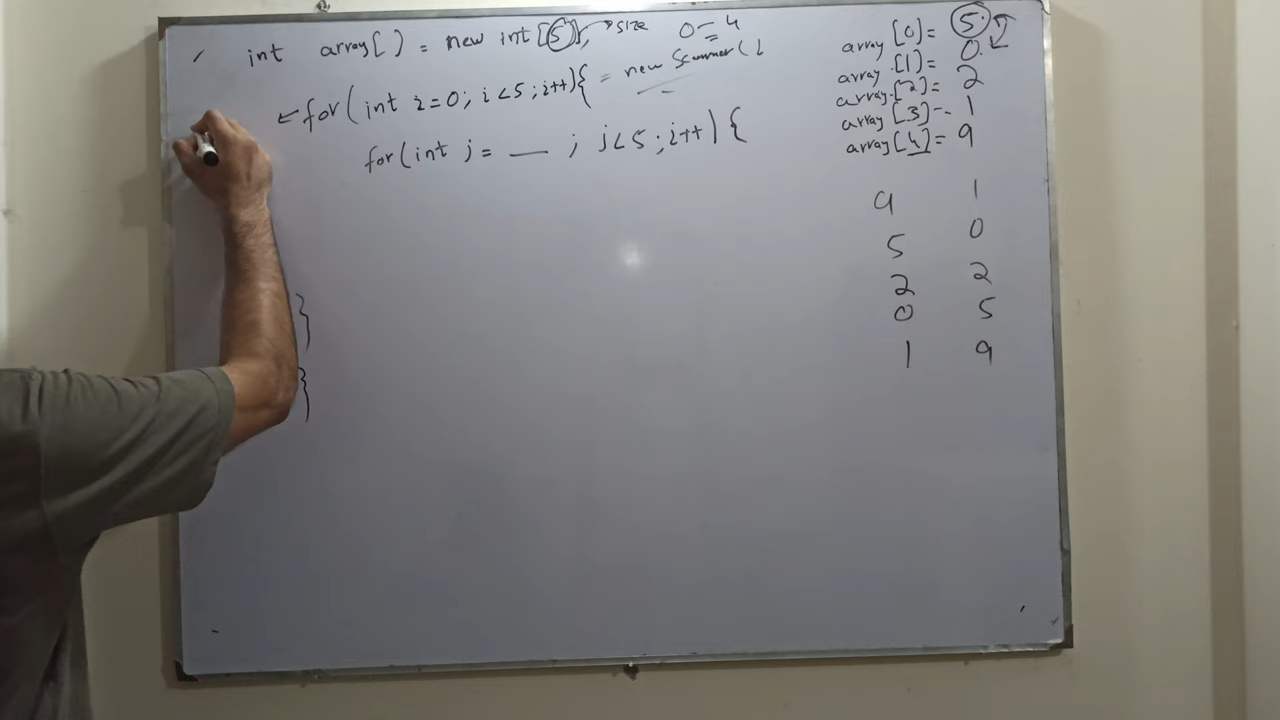 int array[] = new int[5]; → size 0-4
← for(int i=0; i<5; i++){ = new Scanner(
for(int j = __ ; j<5; i++){
}
}
array[0]= 5
array[1]= 0
array[2]= 2
array[3]= 1
array[4]= 9
9 1
5 0
2 2
0 5
1 9